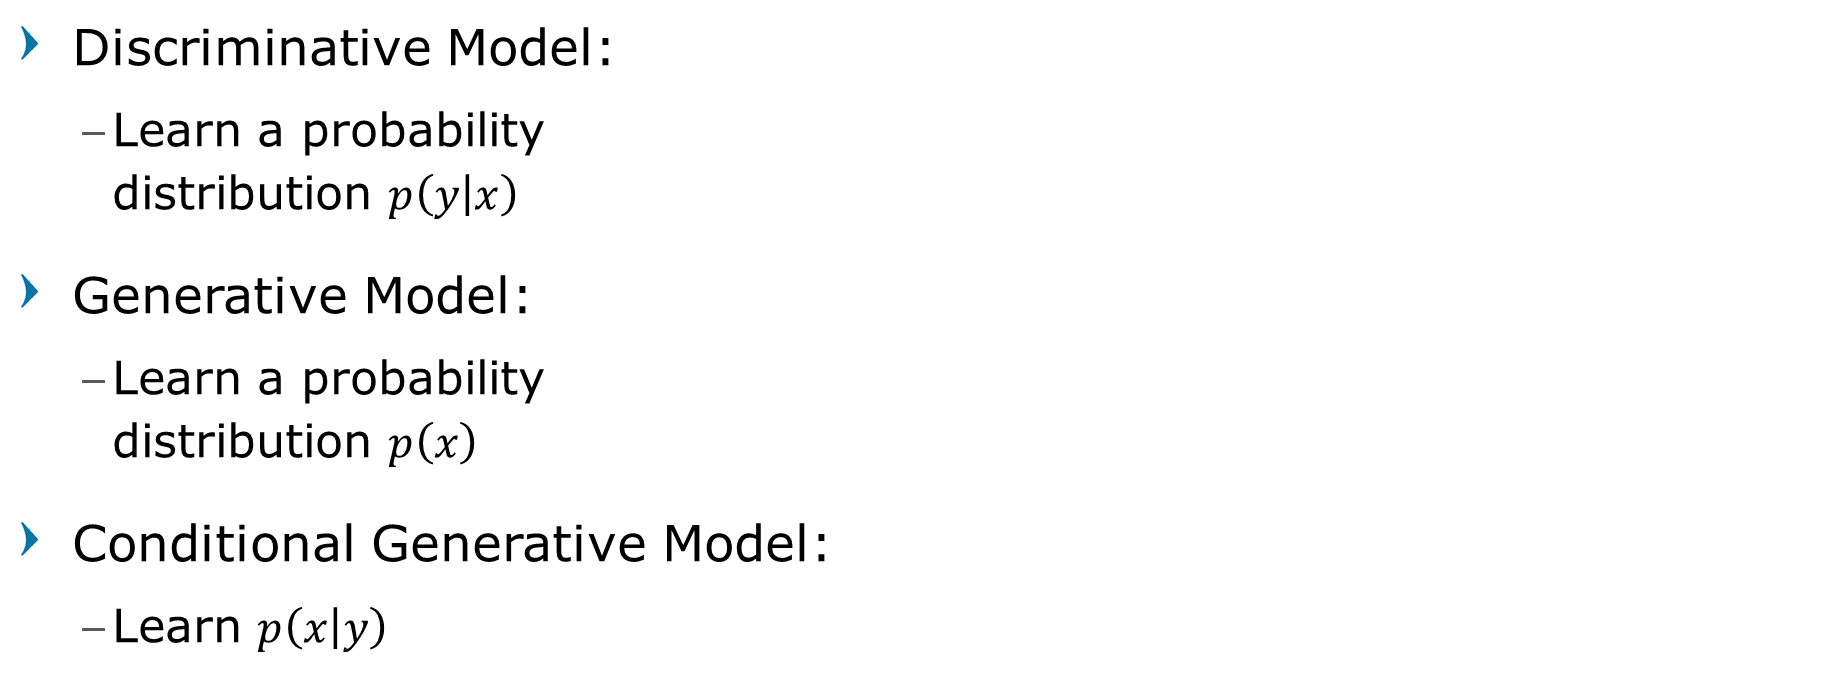 Discriminative Model:
–Learn a probability
distribution p(y|x)
Generative Model:
–Learn a probability
distribution p(x)
Conditional Generative Model:
–Learn p(x|y)